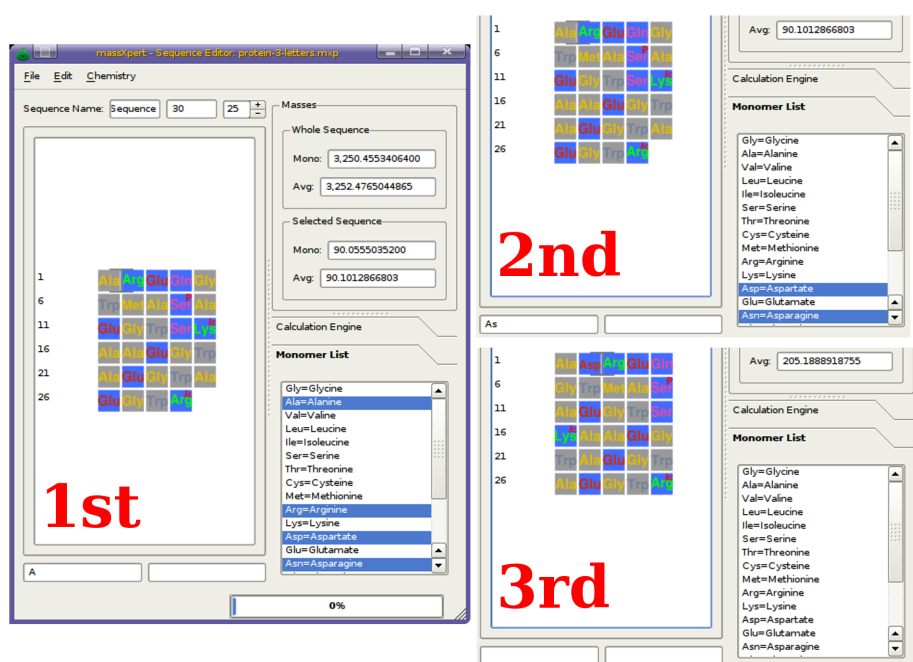 massXpert - Sequence Editor: protein-3-letters.mxp
File Edit Chemistry
Sequence Name: Sequence 30 25
Masses
Whole Sequence
Mono: 3,250.4553406400
Avg: 3,252.4765044865
Selected Sequence
Mono: 90.0555035200
Avg: 90.1012866803
1 Ala Arg Glu Gln Gly
6 Trp Met Ala Ser P Ala
11 Glu Gly Trp Ser Lys Ac
16 Ala Ala Glu Gly Trp
21 Ala Glu Gly Trp Ala
26 Glu Gly Trp Arg Ac
Calculation Engine
Monomer List
Gly=Glycine
Ala=Alanine
Val=Valine
Leu=Leucine
Ile=Isoleucine
Ser=Serine
Thr=Threonine
Cys=Cysteine
Met=Methionine
Arg=Arginine
Lys=Lysine
Asp=Aspartate
Glu=Glutamate
Asn=Asparagine
1st
A
0%
1 Ala Arg Glu Gln Gly
6 Trp Met Ala Ser P Ala
11 Glu Gly Trp Ser Lys Ac
16 Ala Ala Glu Gly Trp
21 Ala Glu Gly Trp Ala
26 Glu Gly Trp Arg Ac
Avg: 90.1012866803
Calculation Engine
Monomer List
Gly=Glycine
Ala=Alanine
Val=Valine
Leu=Leucine
Ile=Isoleucine
Ser=Serine
Thr=Threonine
Cys=Cysteine
Met=Methionine
Arg=Arginine
Lys=Lysine
Asp=Aspartate
Glu=Glutamate
Asn=Asparagine
2nd
As
1 Ala Asp Arg Glu Gln
6 Gly Trp Met Ala Ser P
11 Ala Glu Gly Trp Ser
16 Lys Ac Ala Ala Glu Gly
21 Trp Ala Glu Gly Trp
26 Ala Glu Gly Trp Arg Ac
Avg: 205.1888918755
Calculation Engine
Monomer List
Gly=Glycine
Ala=Alanine
Val=Valine
Leu=Leucine
Ile=Isoleucine
Ser=Serine
Thr=Threonine
Cys=Cysteine
Met=Methionine
Arg=Arginine
Lys=Lysine
Asp=Aspartate
Glu=Glutamate
Asn=Asparagine
3rd